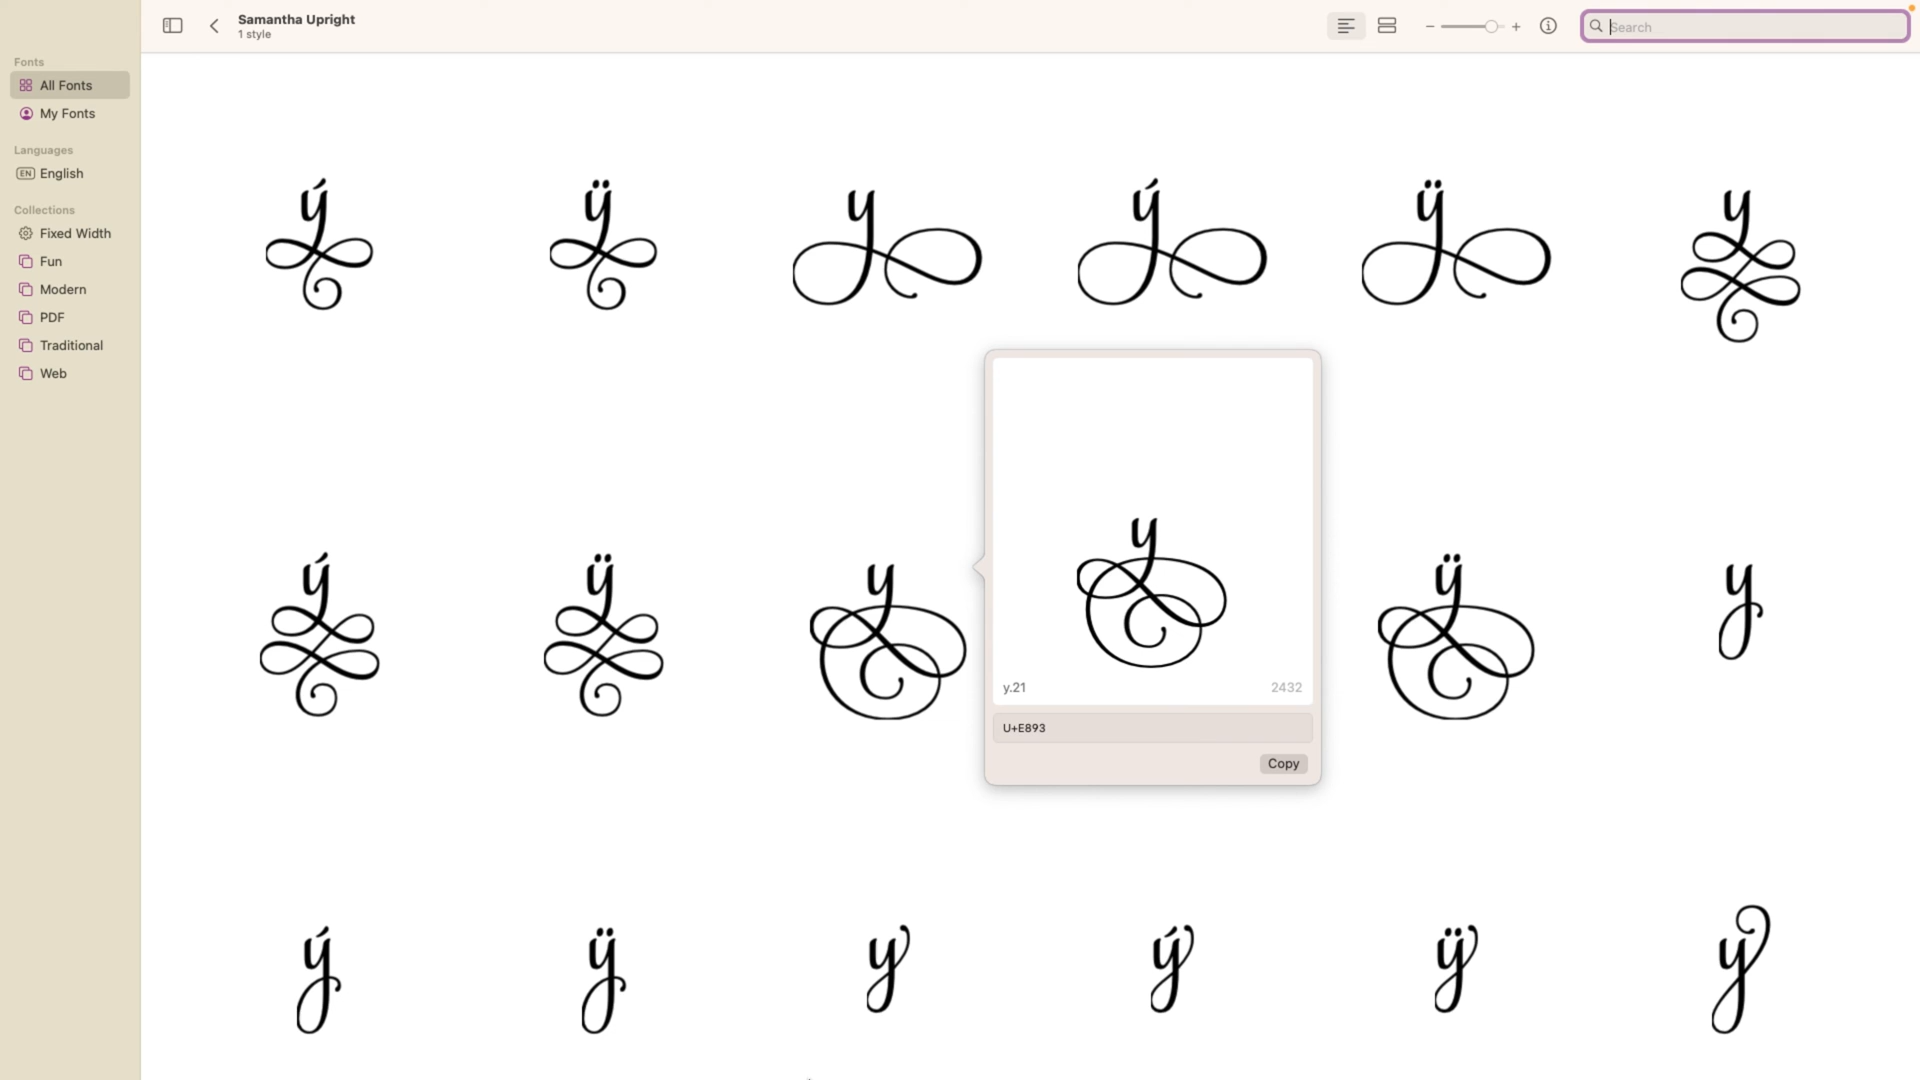 Samantha Upright
1 style
Search
Fonts
All Fonts
My Fonts
Languages
EN English
Collections
Fixed Width
Fun
Modern
PDF
Traditional
Web
ý ÿ y ý ÿ y
ý ÿ y ÿ y
y
y.21 2432
U+E893
Copy
ý ÿ y ý ÿ y